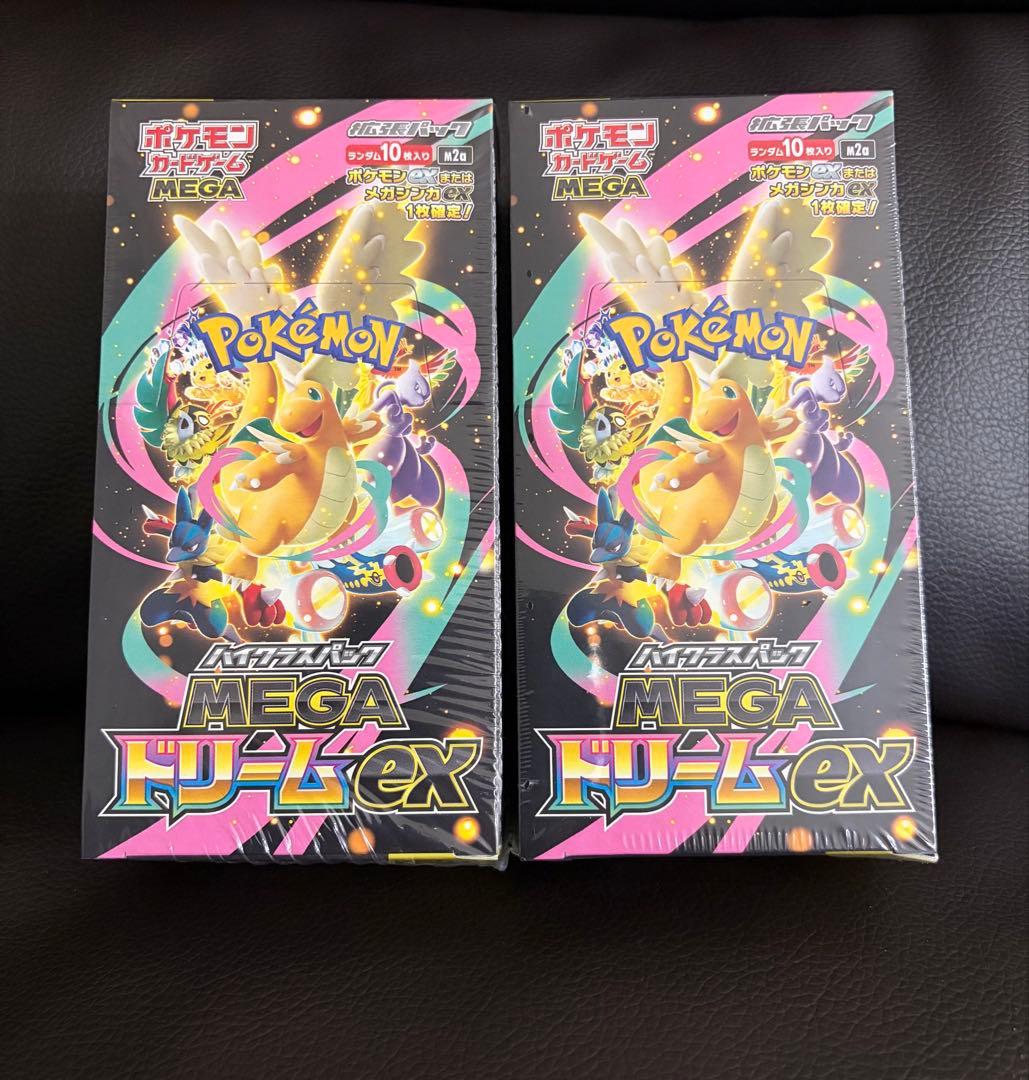 ポケモン
カードゲーム
MEGA
拡張パック
ランダム10枚入り M2a
ポケモンexまたは
メガシンカex
1枚確定!
POKéMON
TM
ハイクラスパック
MEGA
ドリームex
ポケモン
カードゲーム
MEGA
拡張パック
ランダム10枚入り M2a
ポケモンexまたは
メガシンカex
1枚確定!
POKéMON
TM
ハイクラスパック
MEGA
ドリームex